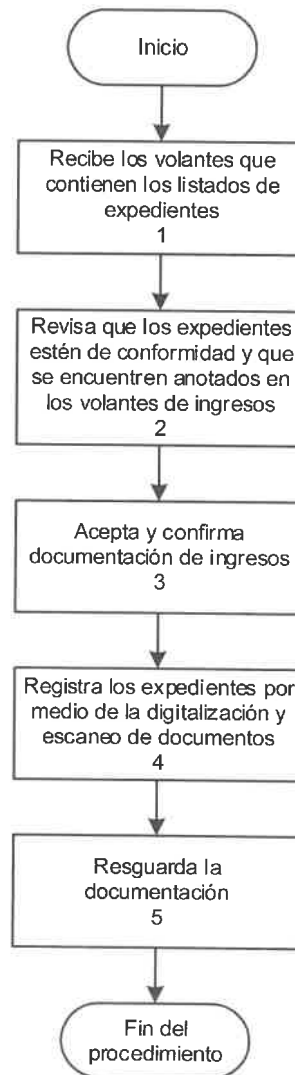 Inicio
Recibe los volantes que
contienen los listados de
expedientes
1
Revisa que los expedientes
estén de conformidad y que
se encuentren anotados en
los volantes de ingresos
2
Acepta y confirma
documentación de ingresos
3
Registra los expedientes por
medio de la digitalización y
escaneo de documentos
4
Resguarda la
documentación
5
Fin del
procedimiento